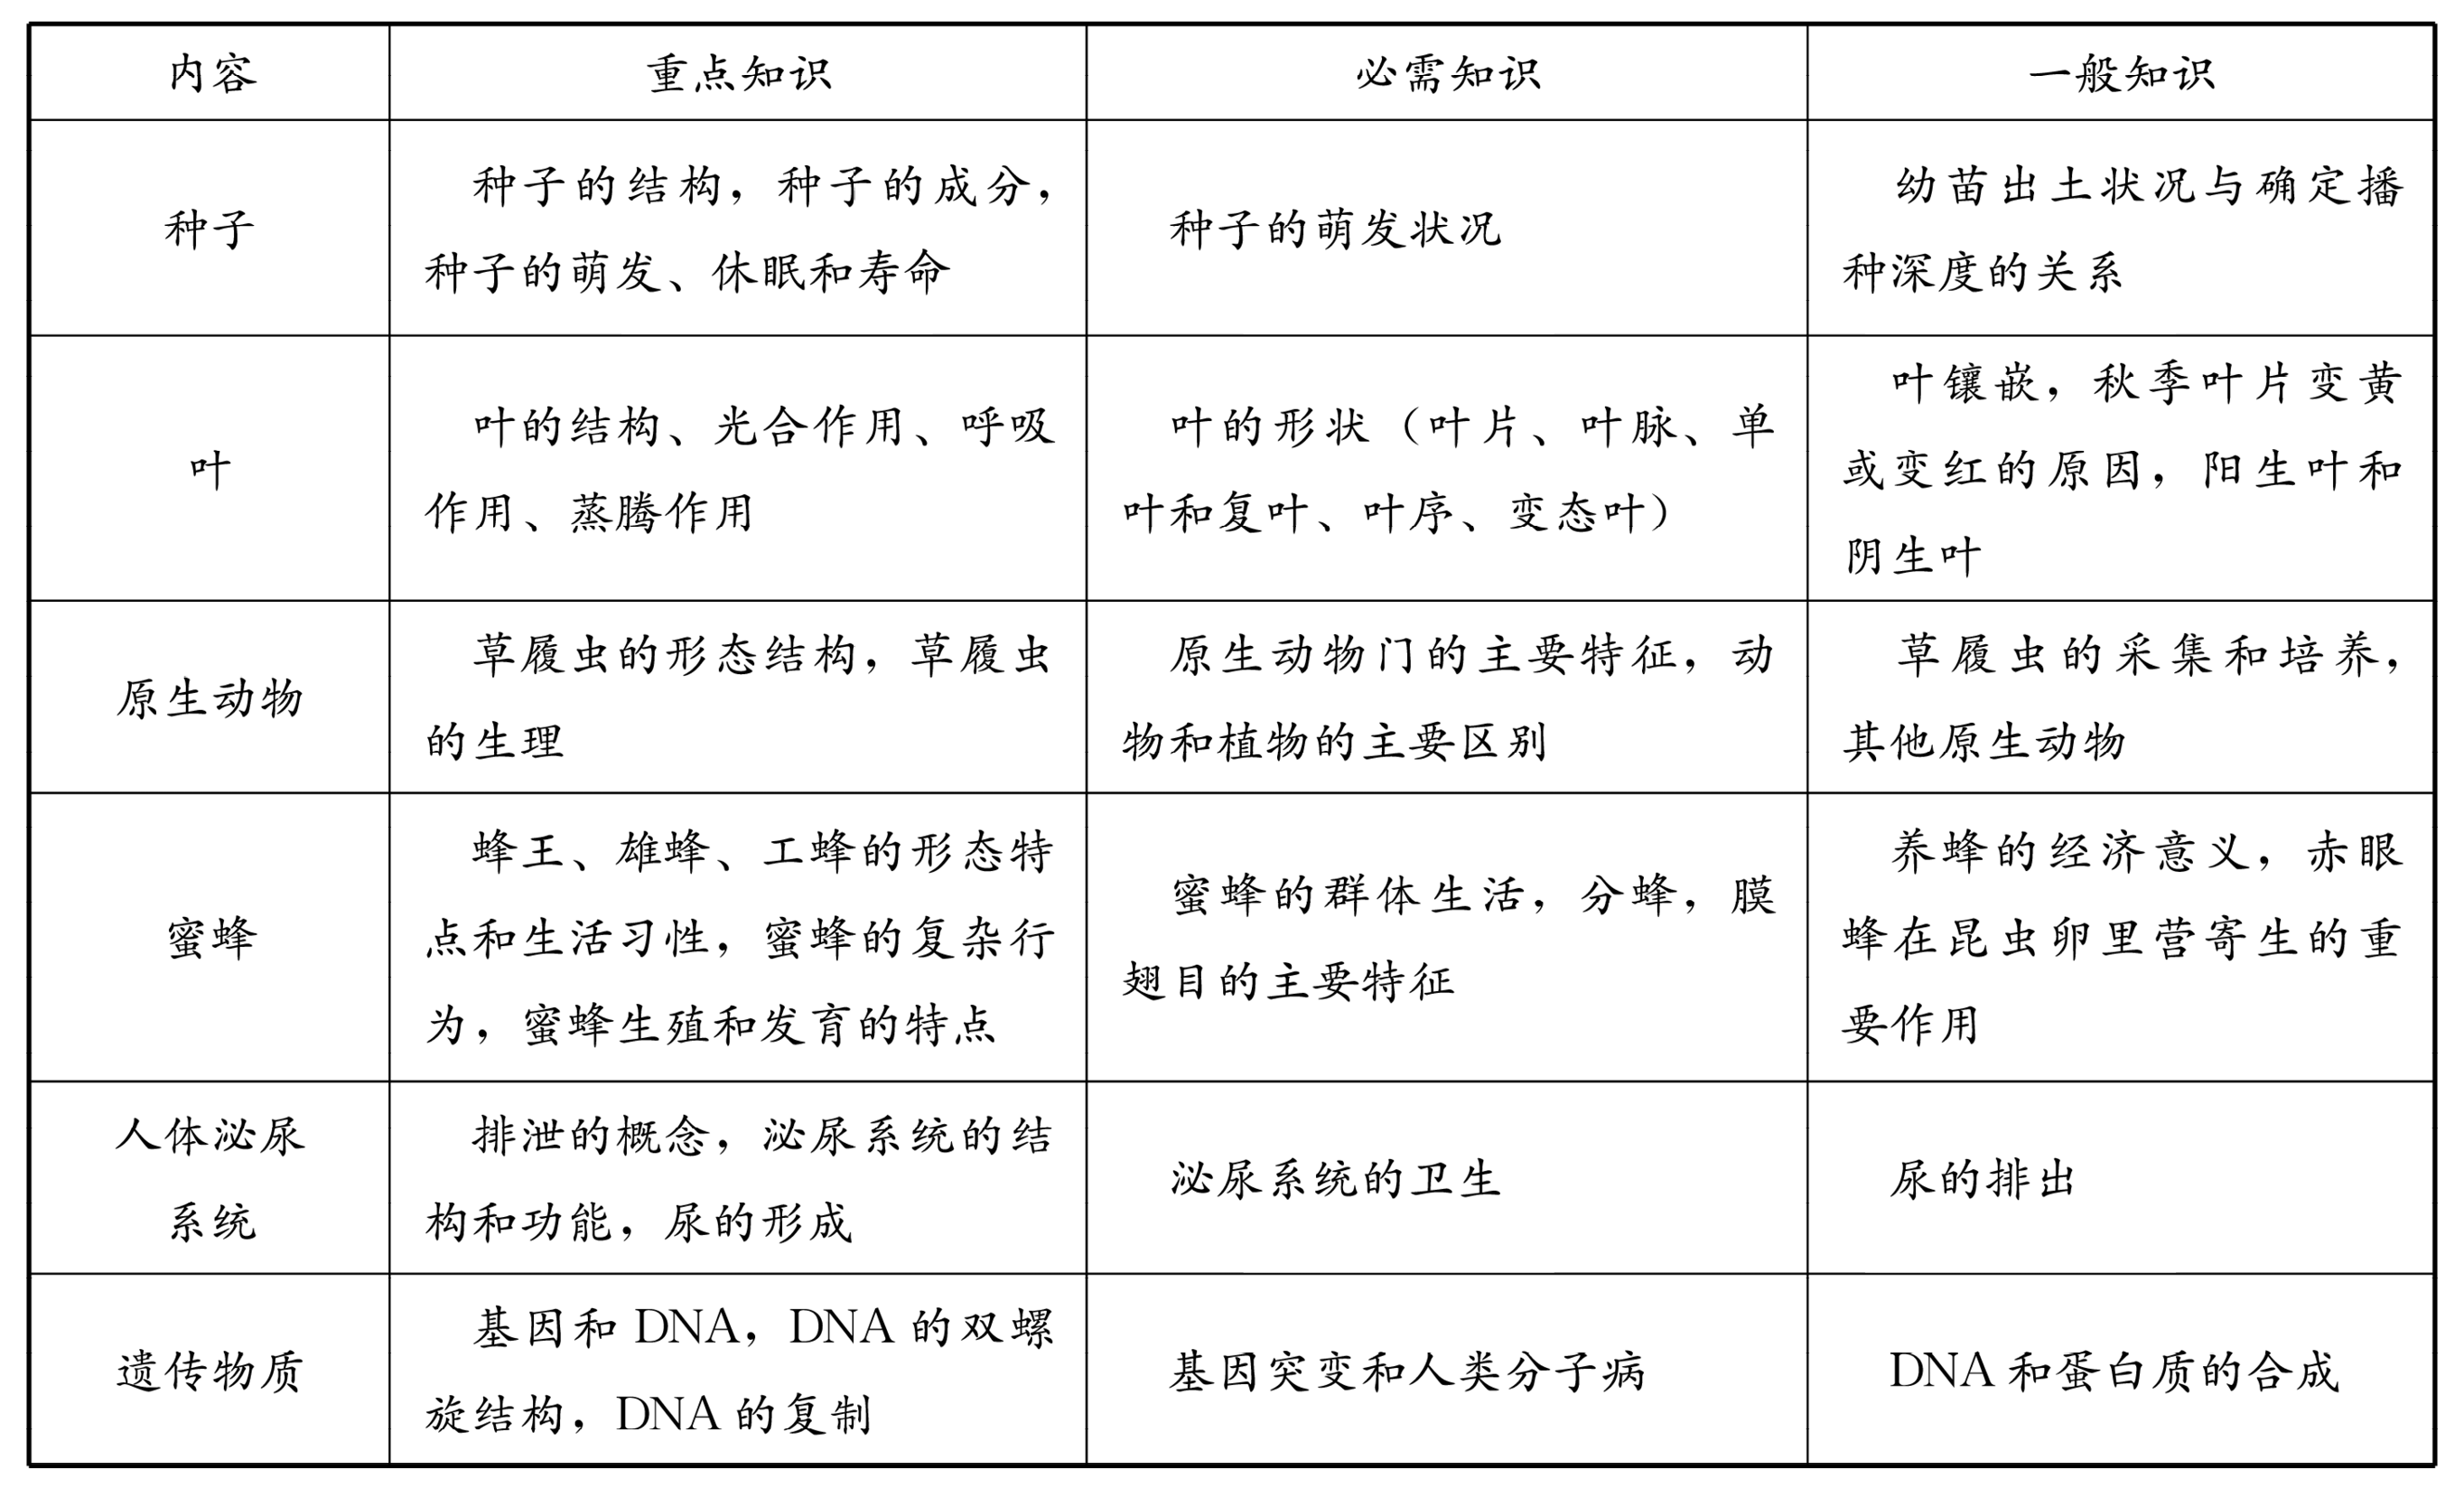 内容 重点知识 必需知识 一般知识
种子
种子的结构，种子的成分，
种子的萌发、休眠和寿命
种子的萌发状况
幼苗出土状况与确定播
种深度的关系
叶
叶的结构、光合作用、呼吸
作用、蒸腾作用
叶的形状（叶片、叶脉、单
叶和复叶、叶序、变态叶）
叶镶嵌，秋季叶片变黄
或变红的原因，阳生叶和
阴生叶
原生动物
草履虫的形态结构，草履虫
的生理
原生动物门的主要特征，动
物和植物的主要区别
草履虫的采集和培养，
其他原生动物
蜜蜂
蜂王、雄蜂、工蜂的形态特
点和生活习性，蜜蜂的复杂行
为，蜜蜂生殖和发育的特点
蜜蜂的群体生活，分蜂，膜
翅目的主要特征
养蜂的经济意义，赤眼
蜂在昆虫卵里营寄生的重
要作用
人体泌尿
系统
排泄的概念，泌尿系统的结
构和功能，尿的形成
泌尿系统的卫生
尿的排出
遗传物质
基因和 DNA，DNA 的双螺
旋结构，DNA 的复制
基因突变和人类分子病
DNA 和蛋白质的合成